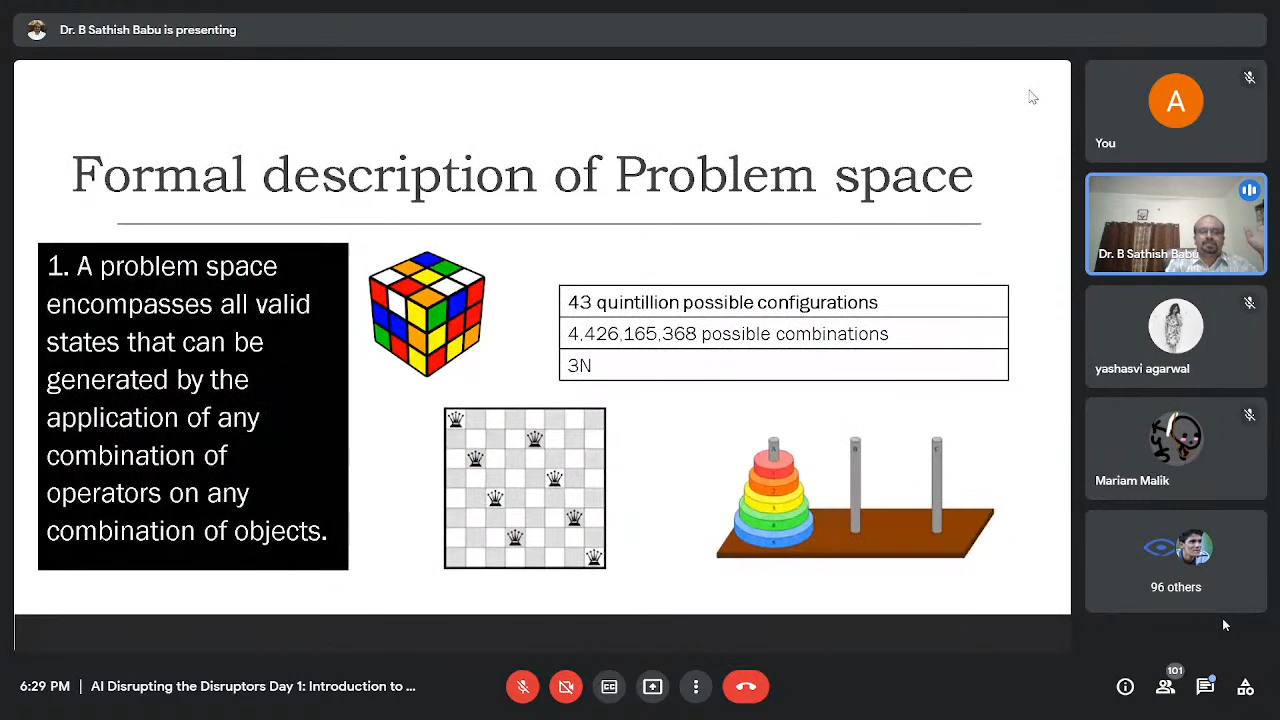 Dr. B Sathish Babu is presenting
Formal description of Problem space
1. A problem space
encompasses all valid
states that can be
generated by the
application of any
combination of
operators on any
combination of objects.
43 quintillion possible configurations
4,426,165,368 possible combinations
3N
A
You
Dr. B Sathish Babu
yashasvi agarwal
Mariam Malik
96 others
6:29 PM | AI Disrupting the Disruptors Day 1: Introduction to ...
101